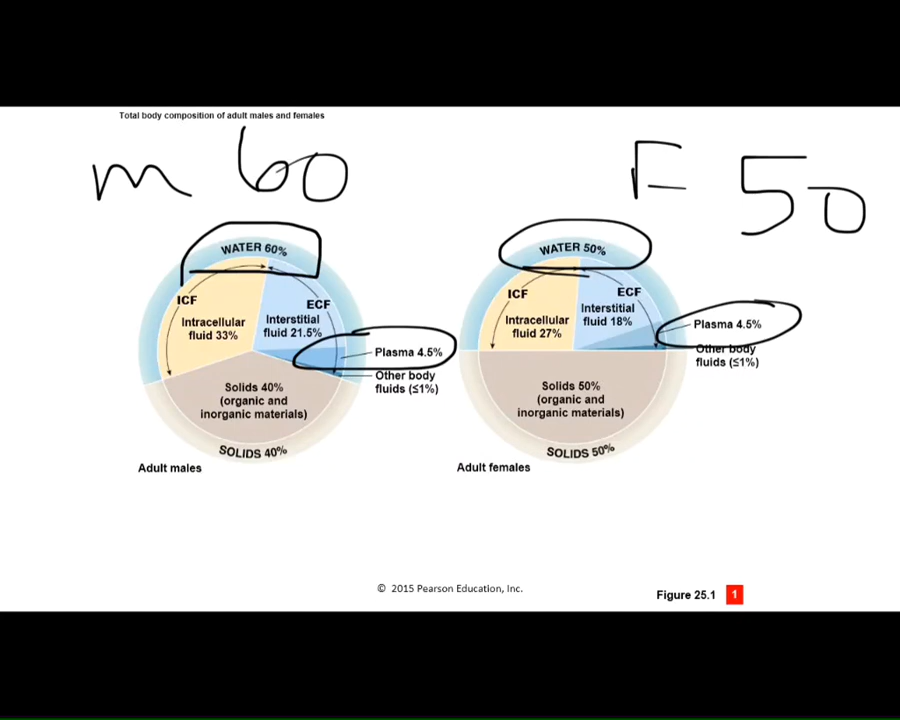 Total body composition of adult males and females
m 60
F 50
WATER 60%
ICF
ECF
Intracellular
fluid 33%
Interstitial
fluid 21.5%
Plasma 4.5%
Other body
fluids (≤1%)
Solids 40%
(organic and
inorganic materials)
SOLIDS 40%
Adult males
WATER 50%
ICF
ECF
Intracellular
fluid 27%
Interstitial
fluid 18%
Plasma 4.5%
Other body
fluids (≤1%)
Solids 50%
(organic and
inorganic materials)
SOLIDS 50%
Adult females
© 2015 Pearson Education, Inc.
Figure 25.1 1